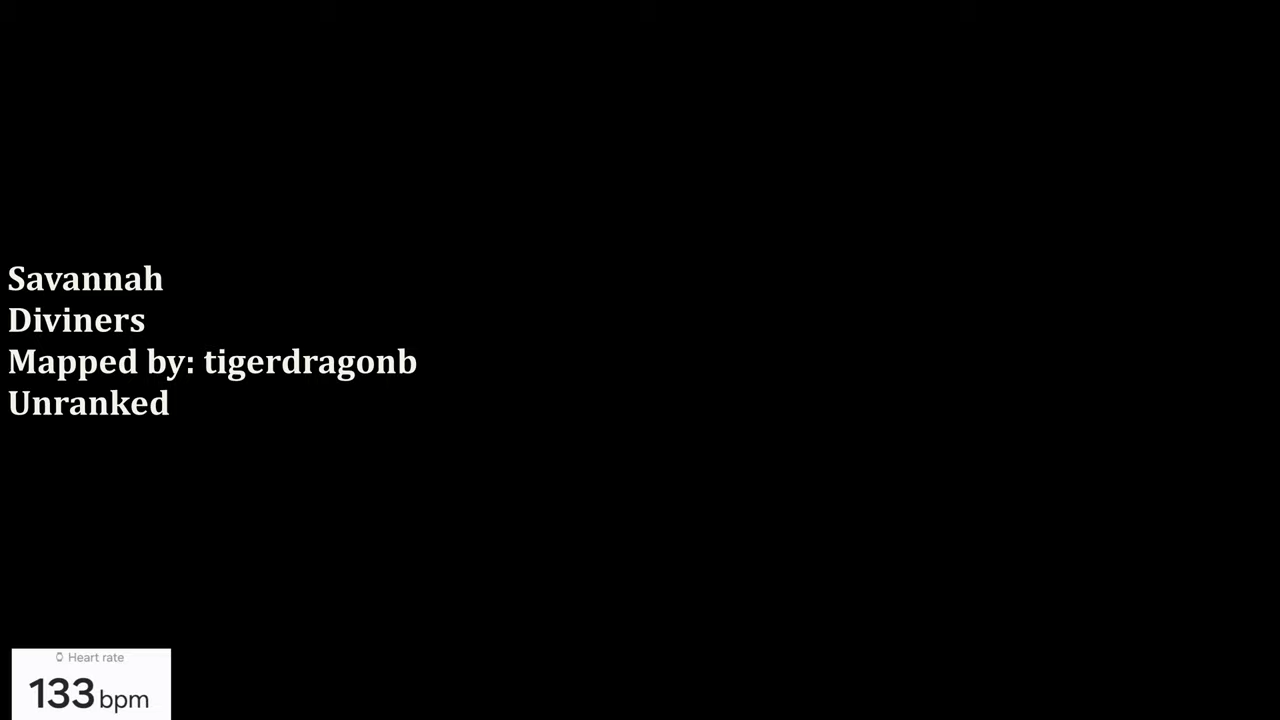 Savannah
Diviners
Mapped by: tigerdragonb
Unranked
Heart rate
133 bpm